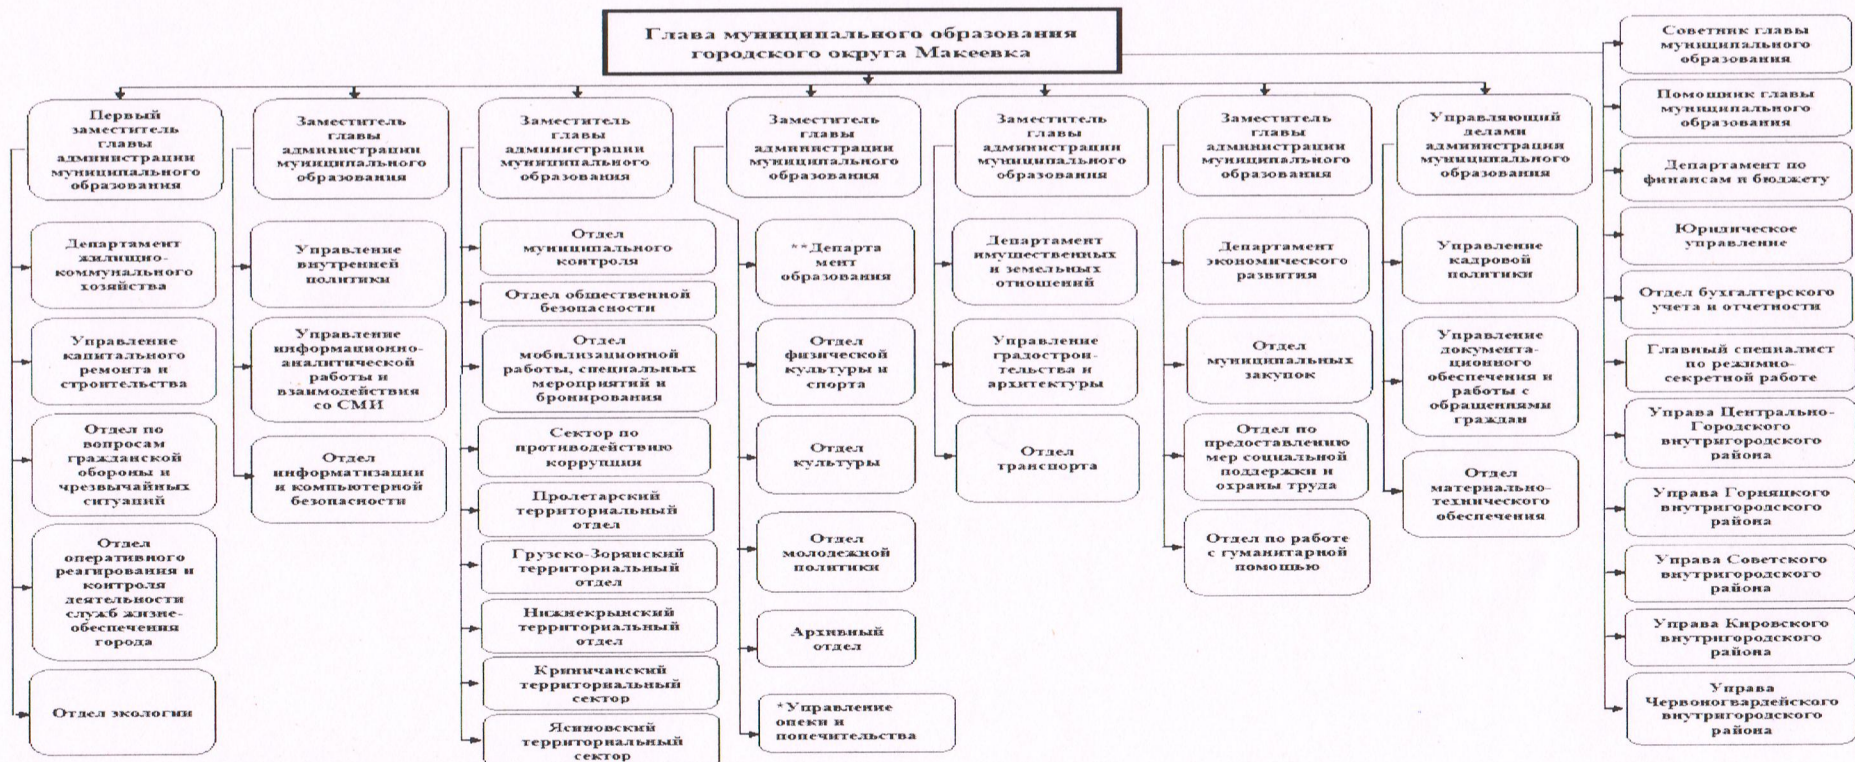 Глава муниципального образования
городского округа Макеевка
Первый
заместитель
главы
администрации
муниципального
образования
Департамент
жилищно-
коммунального
хозяйства
Управление
капитального
ремонта и
строительства
Отдел по
вопросам
гражданской
обороны и
чрезвычайных
ситуаций
Отдел
оперативного
реагирования и
контроля
деятельности
служб жизне-
обеспечения
города
Отдел экологии
Заместитель
главы
администрации
муниципального
образования
Управление
внутренней
политики
Управление
информационно-
аналитической
работы и
взаимодействия
со СМИ
Отдел
информатизации
и компьютерной
безопасности
Заместитель
главы
администрации
муниципального
образования
Отдел
муниципального
контроля
Отдел общественной
безопасности
Отдел
мобилизационной
работы, специальных
мероприятий и
бронирования
Сектор по
противодействию
коррупции
Пролетарский
территориальный
отдел
Грузско-Зорянский
территориальный
отдел
Нижнекрынский
территориальный
отдел
Криничанский
территориальный
сектор
Ясиновский
территориальный
сектор
Заместитель
главы
администрации
муниципального
образования
**Департа
мент
образования
Отдел
физической
культуры и
спорта
Отдел
культуры
Отдел
молодежной
политики
Архивный
отдел
*Управление
опеки и
попечительства
Заместитель
главы
администрации
муниципального
образования
Департамент
имущественных
и земельных
отношений
Управление
градострои-
тельства и
архитектуры
Отдел
транспорта
Заместитель
главы
администрации
муниципального
образования
Департамент
экономического
развития
Отдел
муниципальных
закупок
Отдел по
предоставлению
мер социальной
поддержки и
охраны труда
Отдел по работе
с гуманитарной
помощью
Управляющий
делами
администрации
муниципального
образования
Управление
кадровой
политики
Управление
документа-
ционного
обеспечения и
работы с
обращениями
граждан
Отдел
материально-
технического
обеспечения
Советник главы
муниципального
образования
Помощник главы
муниципального
образования
Департамент по
финансам и бюджету
Юридическое
управление
Отдел бухгалтерского
учета и отчетности
Главный специалист
по режимно-
секретной работе
Управа Центрально-
Городского
внутригородского
района
Управа Горняцкого
внутригородского
района
Управа Советского
внутригородского
района
Управа Кировского
внутригородского
района
Управа
Червоногвардейского
внутригородского
района